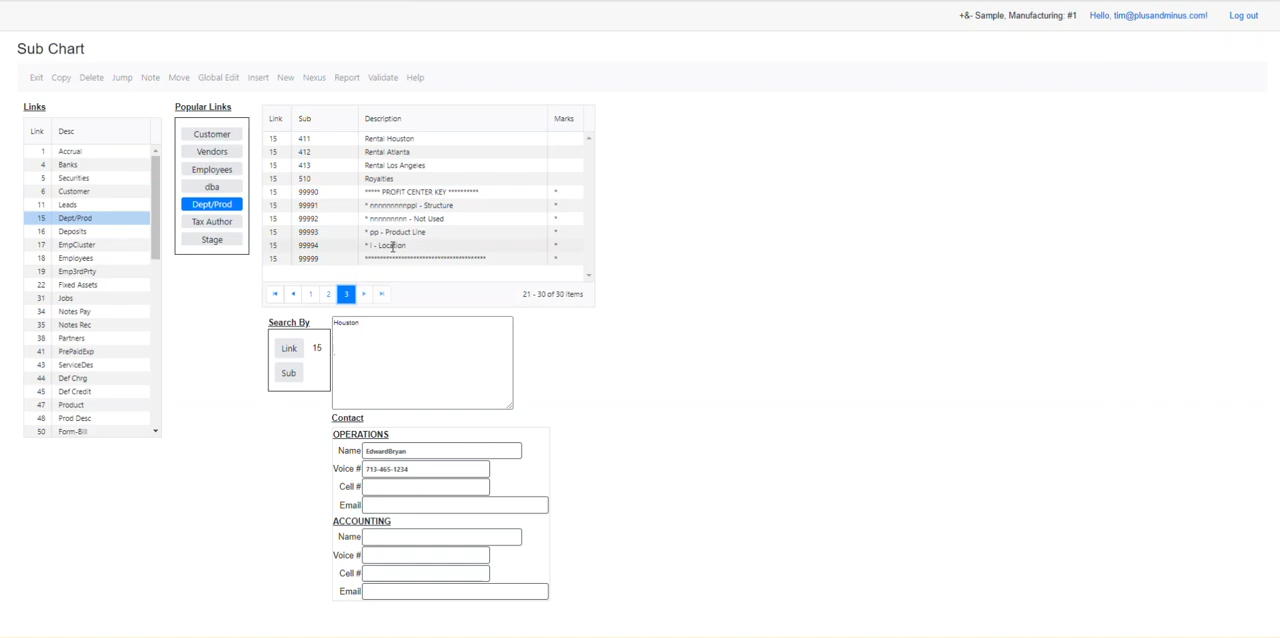 +&- Sample, Manufacturing: #1 Hello, tim@plusandminus.com! Log out
Sub Chart
Exit Copy Delete Jump Note Move Global Edit Insert New Nexus Report Validate Help
Links
Link Desc
1 Accrual
4 Banks
5 Securities
6 Customer
11 Leads
15 Dept/Prod
16 Deposits
17 EmpCluster
18 Employees
19 Emp3rdPrty
22 Fixed Assets
31 Jobs
34 Notes Pay
35 Notes Rec
38 Partners
41 PrePaidExp
43 ServiceDes
44 Def Chrg
45 Def Credit
47 Product
48 Prod Desc
50 Form-Bill
Popular Links
Customer
Vendors
Employees
dba
Dept/Prod
Tax Author
Stage
Link Sub Description Marks
15 411 Rental Houston
15 412 Rental Atlanta
15 413 Rental Los Angeles
15 510 Royalties
15 99990 ***** PROFIT CENTER KEY ********** *
15 99991 * nnnnnnnnnppl - Structure *
15 99992 * nnnnnnnnn - Not Used *
15 99993 * pp - Product Line *
15 99994 * l - Location *
15 99999 **************************************** *
1 2 3 21 - 30 of 30 items
Search By
Link 15
Sub
Houston
Contact
OPERATIONS
Name EdwardBryan
Voice # 713-465-1234
Cell #
Email
ACCOUNTING
Name
Voice #
Cell #
Email